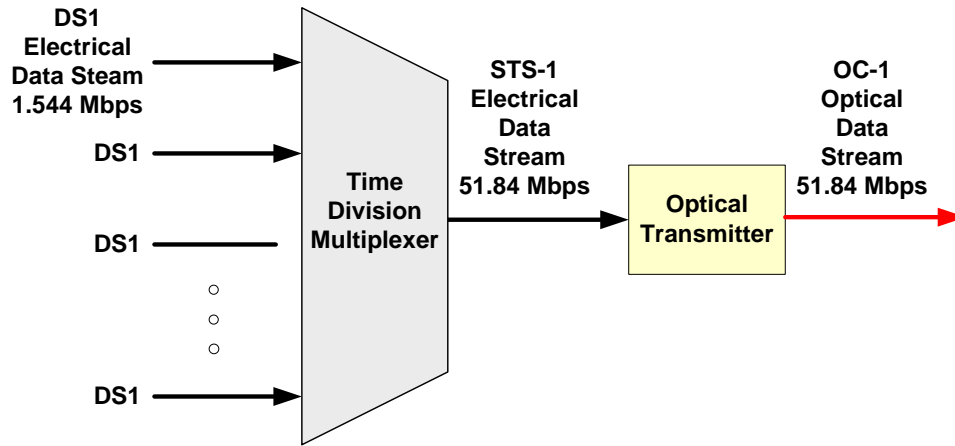 DS1
Electrical
Data Steam
1.544 Mbps
DS1
DS1
DS1
Time
Division
Multiplexer
STS-1
Electrical
Data
Stream
51.84 Mbps
Optical
Transmitter
OC-1
Optical
Data
Stream
51.84 Mbps